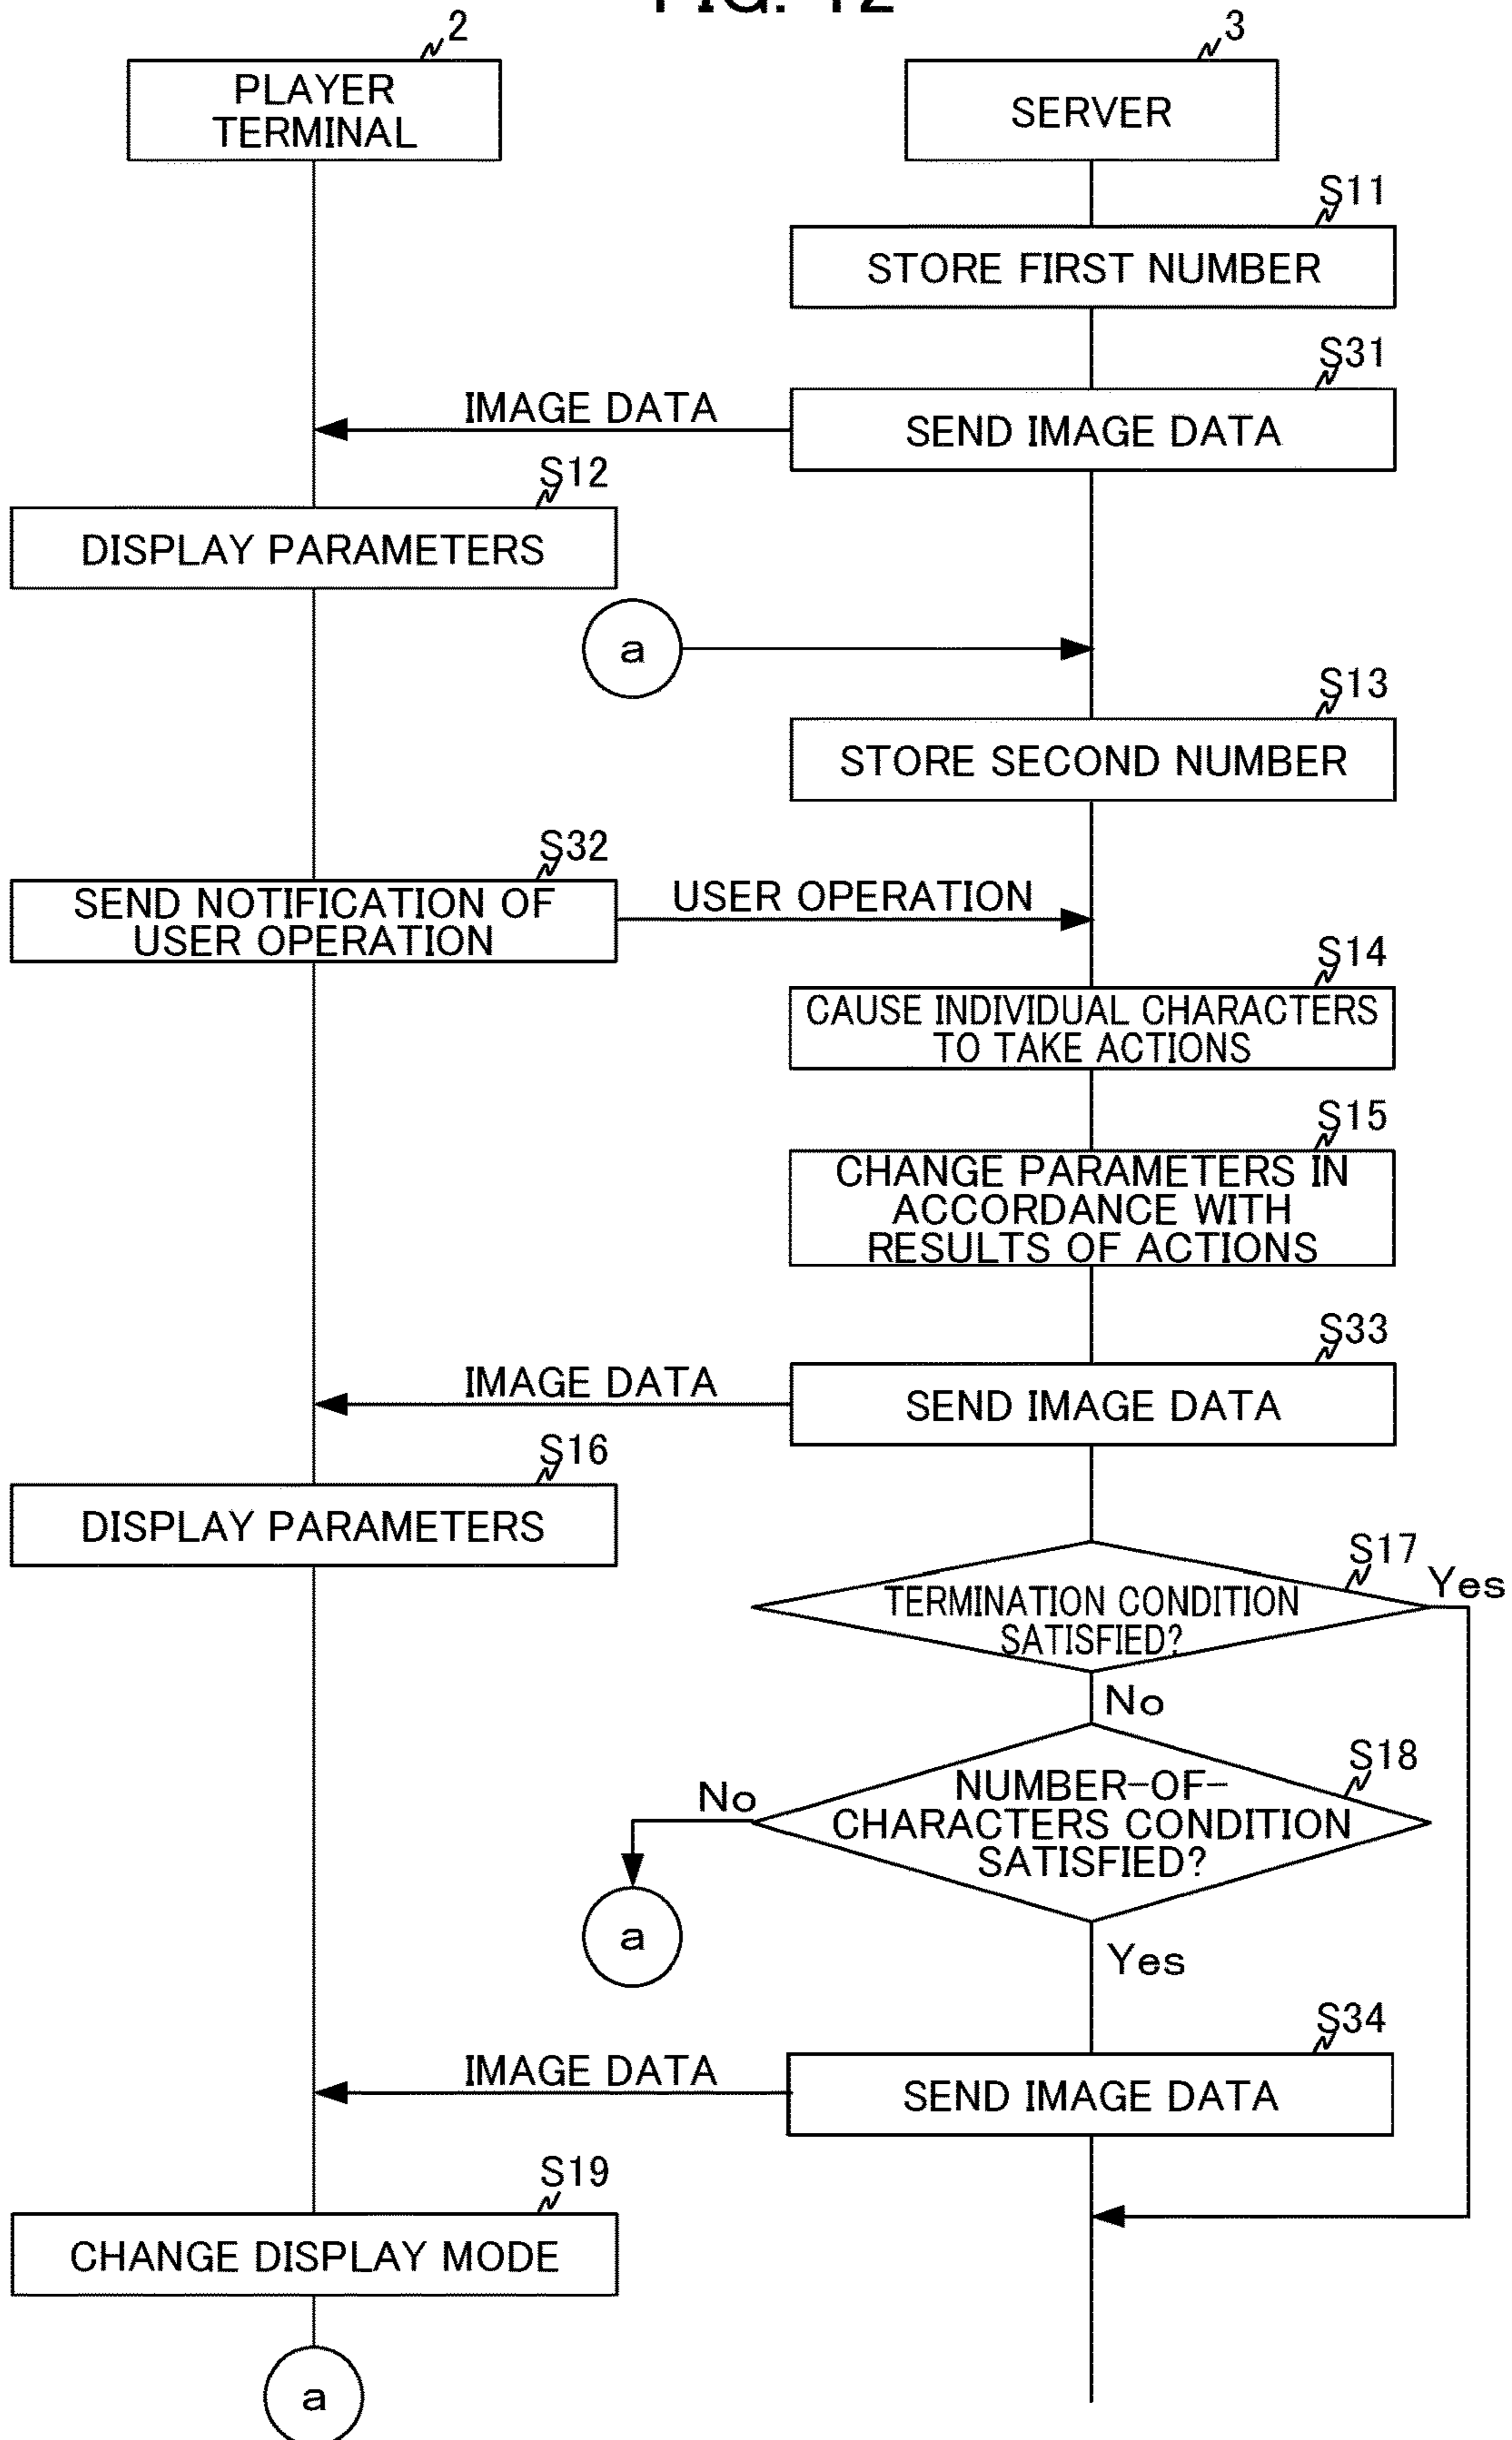 FIG. 12
2
3
PLAYER
TERMINAL
SERVER
S11
STORE FIRST NUMBER
S31
IMAGE DATA
SEND IMAGE DATA
S12
DISPLAY PARAMETERS
a
S13
STORE SECOND NUMBER
S32
SEND NOTIFICATION OF
USER OPERATION
USER OPERATION
S14
CAUSE INDIVIDUAL CHARACTERS
TO TAKE ACTIONS
S15
CHANGE PARAMETERS IN
ACCORDANCE WITH
RESULTS OF ACTIONS
S33
IMAGE DATA
SEND IMAGE DATA
S16
DISPLAY PARAMETERS
S17
Yes
TERMINATION CONDITION
SATISFIED?
No
S18
No
NUMBER-OF-
CHARACTERS CONDITION
SATISFIED?
a
Yes
S34
IMAGE DATA
SEND IMAGE DATA
S19
CHANGE DISPLAY MODE
a